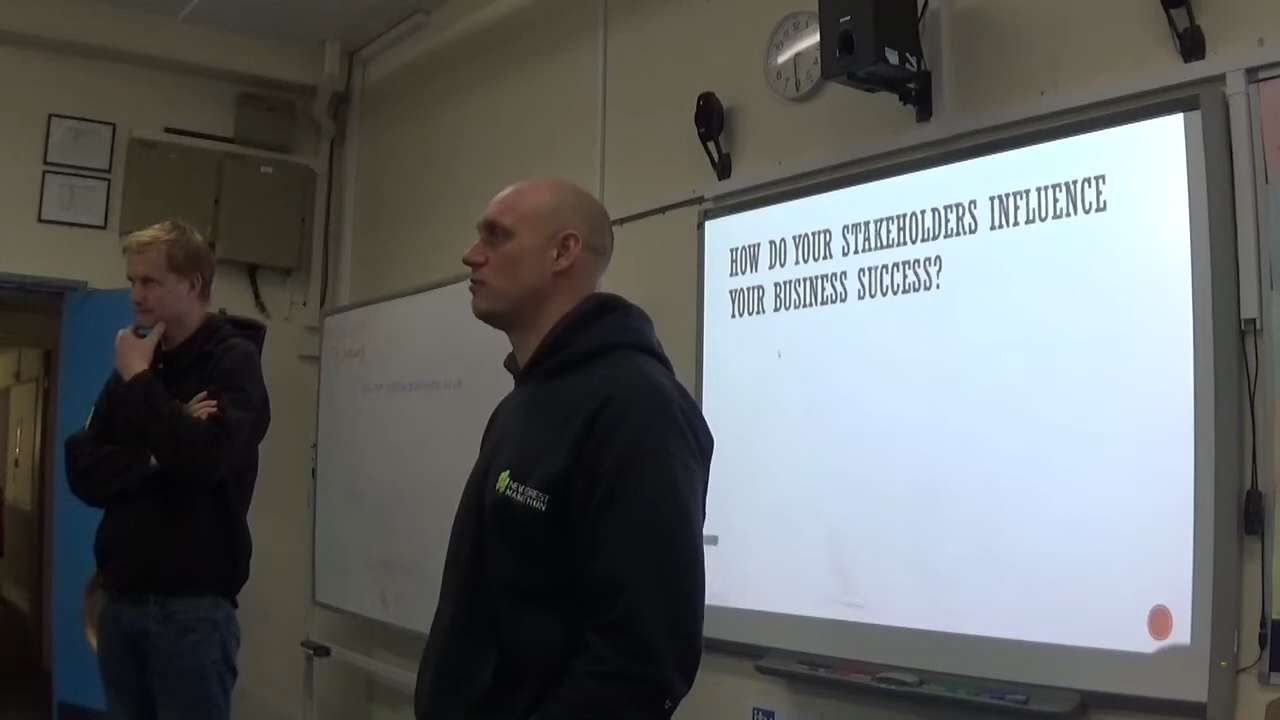 HOW DO YOUR STAKEHOLDERS INFLUENCE
YOUR BUSINESS SUCCESS?
NEW FOREST
MARATHON